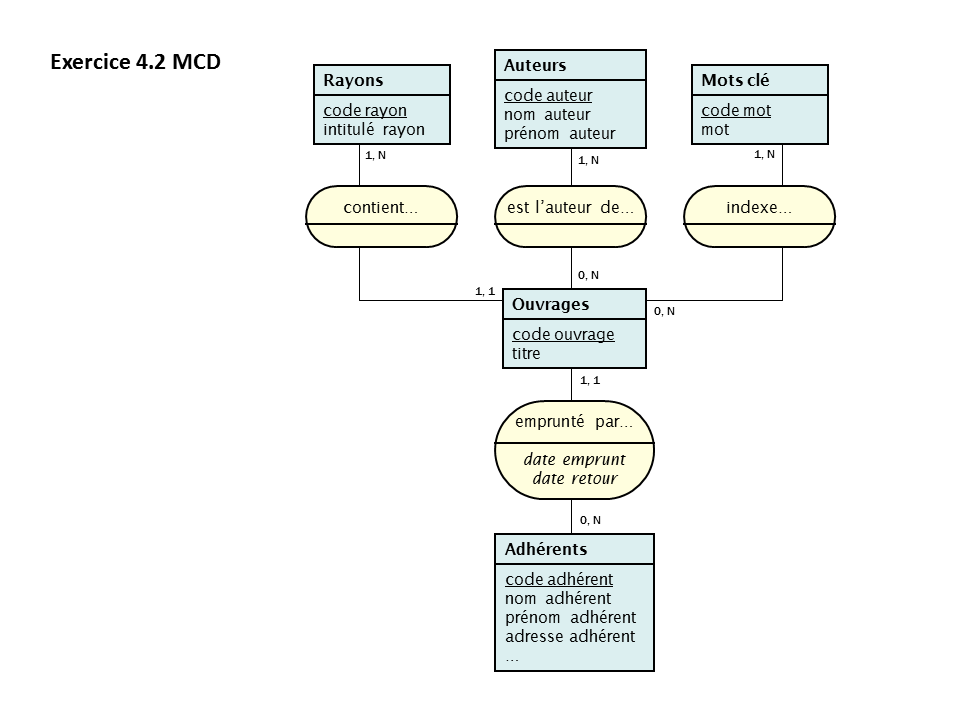 Exercice 4.2 MCD
Rayons
code rayon
intitulé rayon
1, N
contient...
1, 1
Auteurs
code auteur
nom auteur
prénom auteur
1, N
est l’auteur de...
0, N
Mots clé
code mot
mot
1, N
indexe...
0, N
Ouvrages
code ouvrage
titre
1, 1
emprunté par...
date emprunt
date retour
0, N
Adhérents
code adhérent
nom adhérent
prénom adhérent
adresse adhérent
...